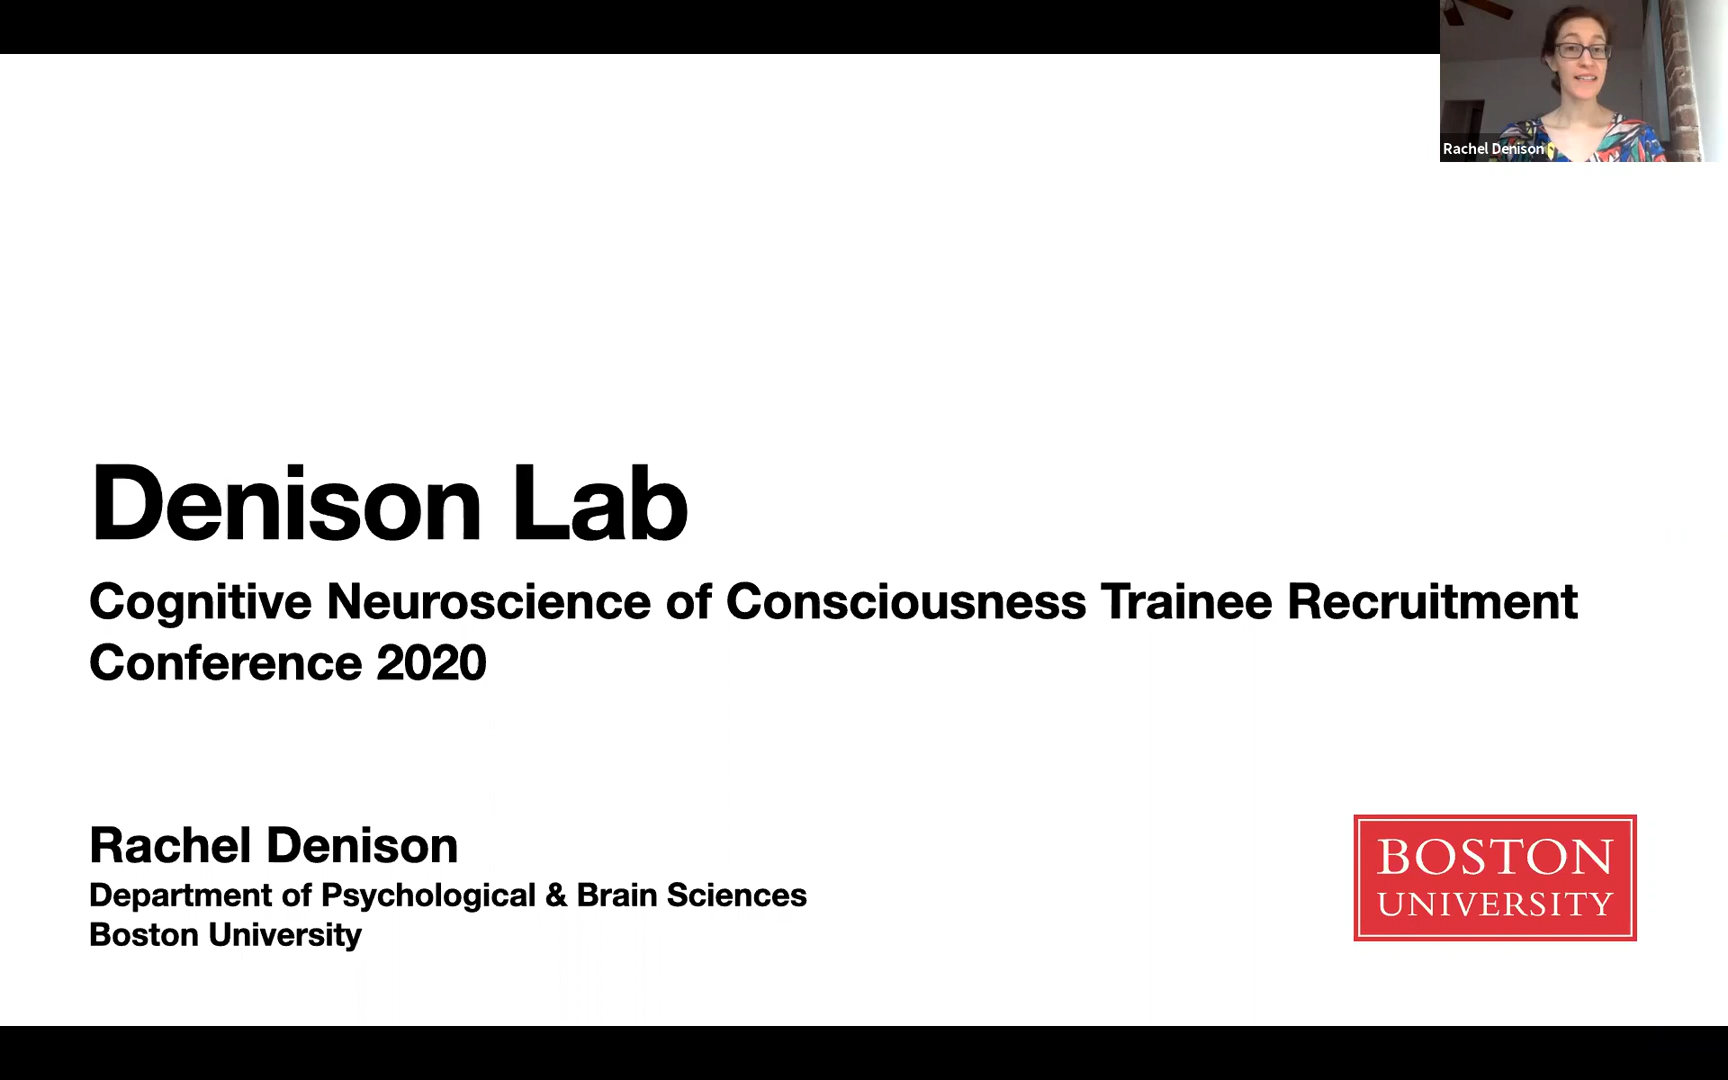 Rachel Denison
Denison Lab
Cognitive Neuroscience of Consciousness Trainee Recruitment
Conference 2020
Rachel Denison
Department of Psychological & Brain Sciences
Boston University
BOSTON
UNIVERSITY